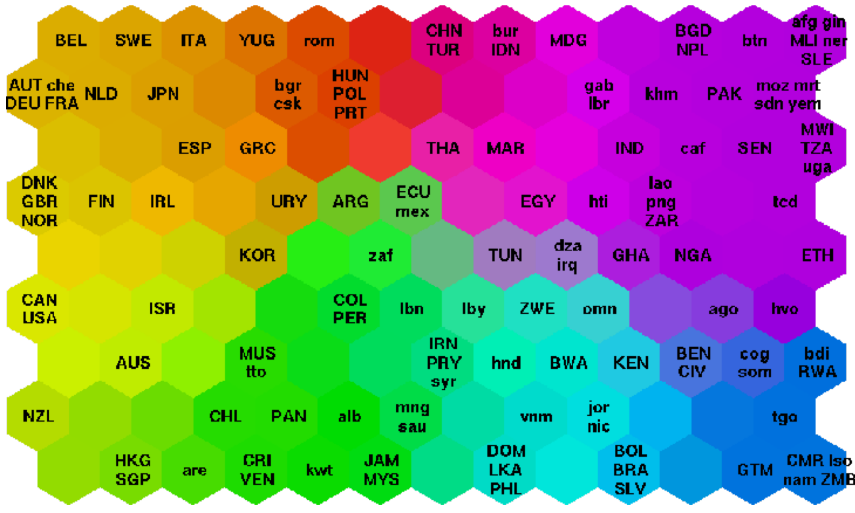 BEL SWE ITA YUG rom CHN bur MDG BGD btn afg gin
TUR IDN NPL MLI ner
SLE
AUT che NLD JPN bgr HUN gab khm PAK moz mrt
DEU FRA csk POL lbr sdn yem
PRT
ESP GRC THA MAR IND caf SEN MWI
TZA
uga
DNK FIN IRL URY ARG ECU EGY hti lao tcd
GBR mex png
NOR ZAR
KOR zaf TUN dza GHA NGA ETH
irq
CAN ISR COL lbn lby ZWE omn ago hvo
USA PER
AUS MUS IRN hnd BWA KEN BEN cog bdi
tto PRY CIV som RWA
syr
NZL CHL PAN alb mng vnm jor tgo
sau nic
HKG are CRI kwt JAM DOM BOL GTM CMR lso
SGP VEN MYS LKA BRA nam ZMB
PHL SLV